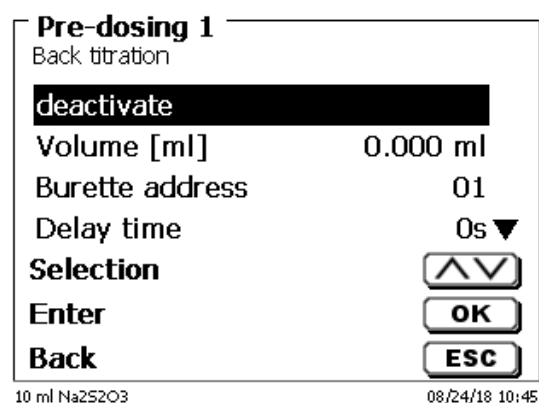 Pre-dosing 1
Back titration
deactivate
Volume [ml] 0.000 ml
Burette address 01
Delay time 0s
Selection
Enter OK
Back ESC
10 ml Na2S2O3 08/24/18 10:45